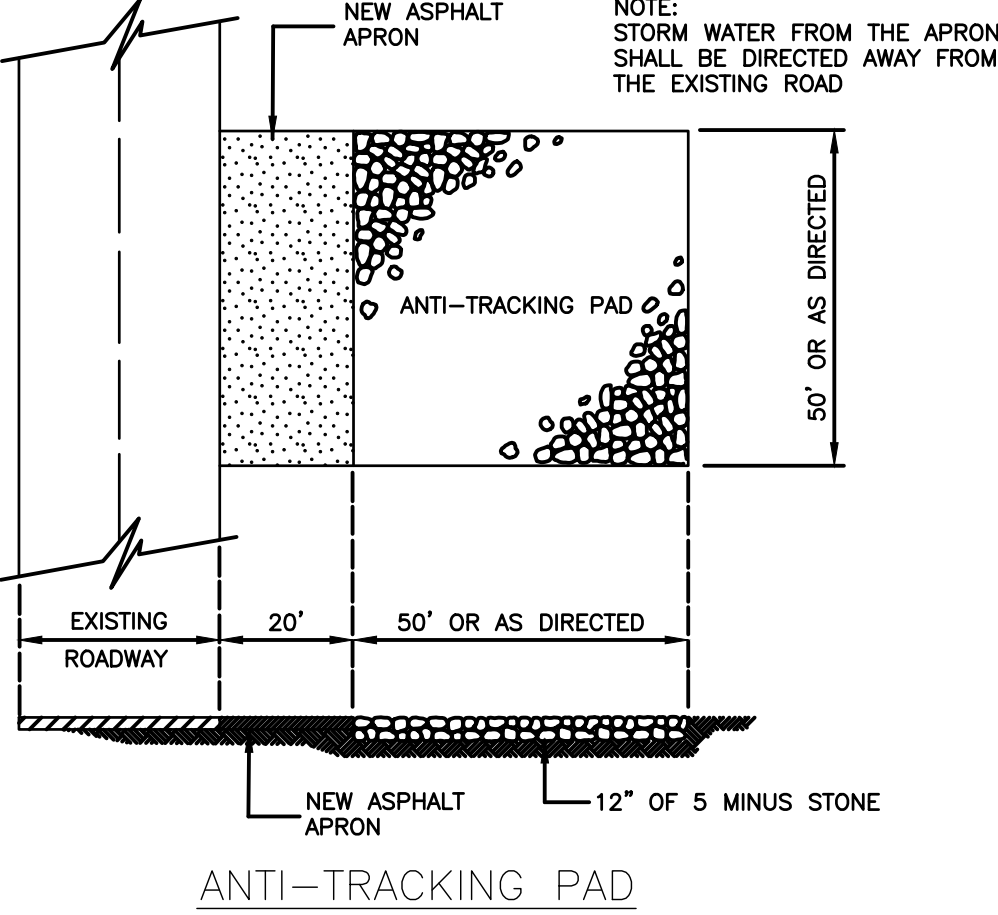 NEW ASPHALT
APRON
NOTE:
STORM WATER FROM THE APRON
SHALL BE DIRECTED AWAY FROM
THE EXISTING ROAD
50' OR AS DIRECTED
ANTI-TRACKING PAD
EXISTING
ROADWAY
20'
50' OR AS DIRECTED
NEW ASPHALT
APRON
12" OF 5 MINUS STONE
ANTI-TRACKING PAD